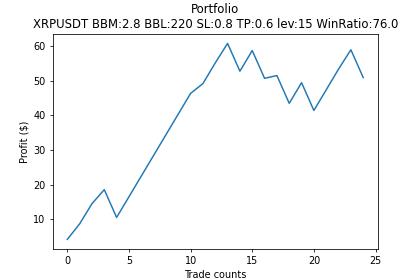 Portfolio
XRPUSDT BBM:2.8 BBL:220 SL:0.8 TP:0.6 lev:15 WinRatio:76.0
60
50
40
30
20
10
Profit ($)
0 5 10 15 20 25
Trade counts